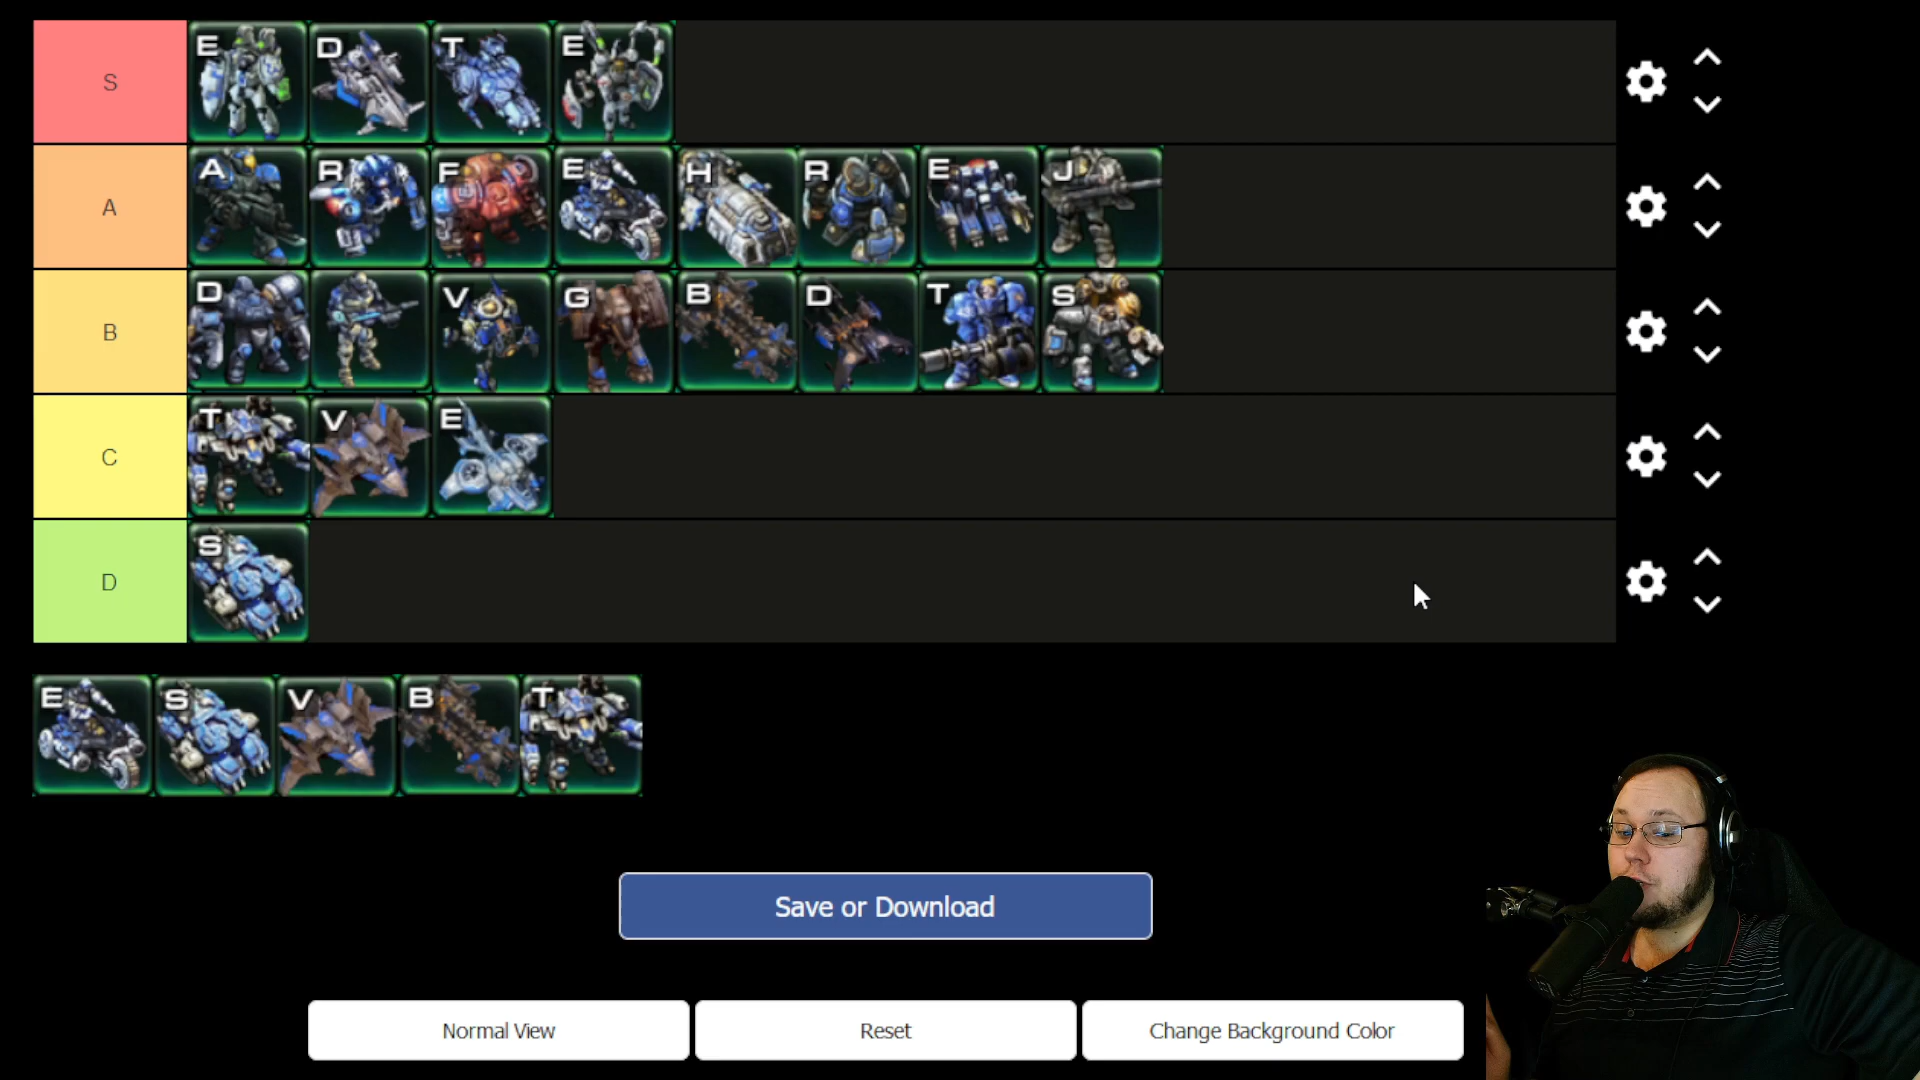 S E D T E
A A R F E H R E J
B D V G B D T S
C T V E
D S
E S V B T
Save or Download
Normal View Reset Change Background Color